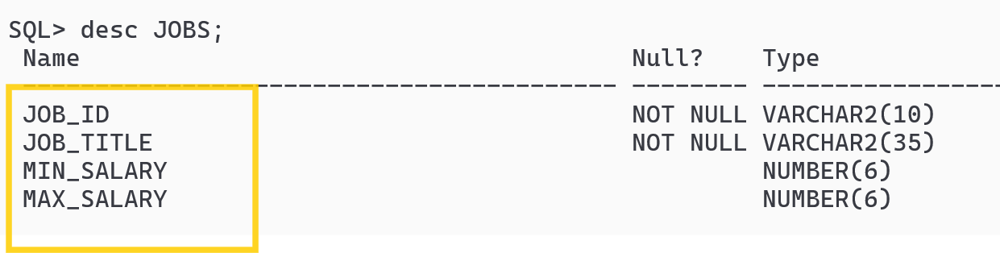 SQL> desc JOBS;
Name Null? Type
----------------------------------------- -------- -----------------
JOB_ID NOT NULL VARCHAR2(10)
JOB_TITLE NOT NULL VARCHAR2(35)
MIN_SALARY NUMBER(6)
MAX_SALARY NUMBER(6)